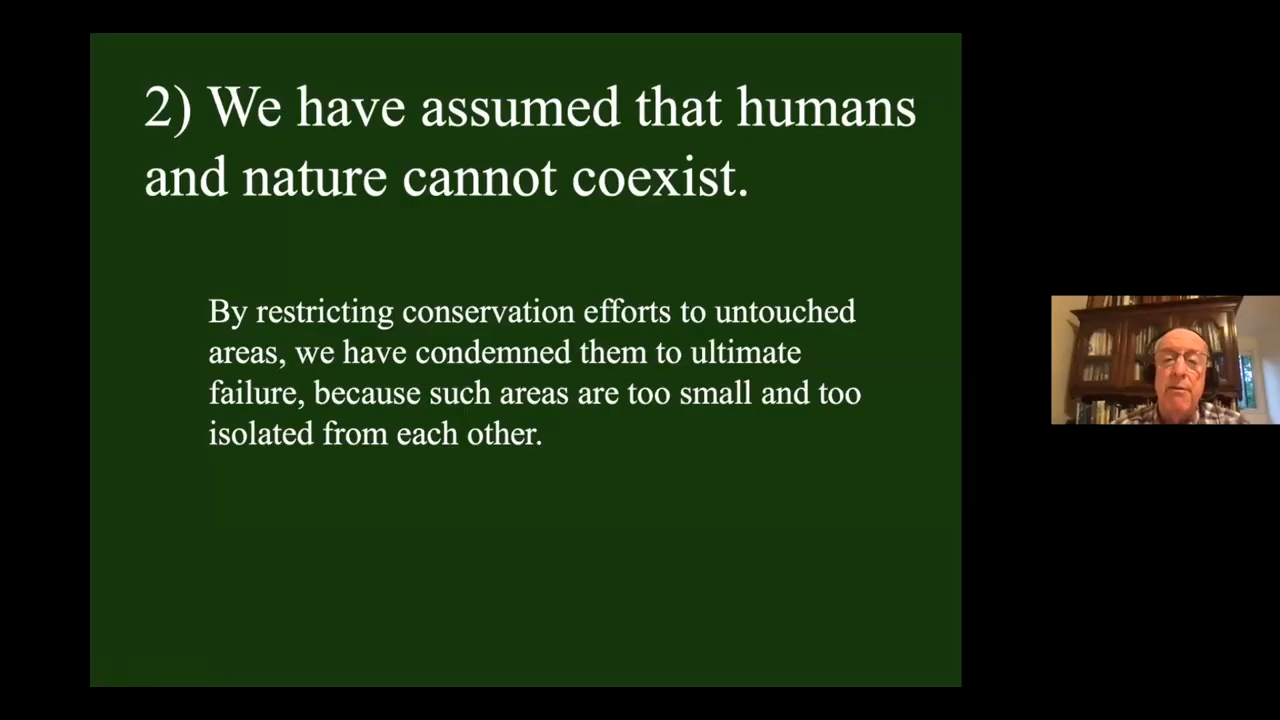 2) We have assumed that humans
and nature cannot coexist.
By restricting conservation efforts to untouched
areas, we have condemned them to ultimate
failure, because such areas are too small and too
isolated from each other.